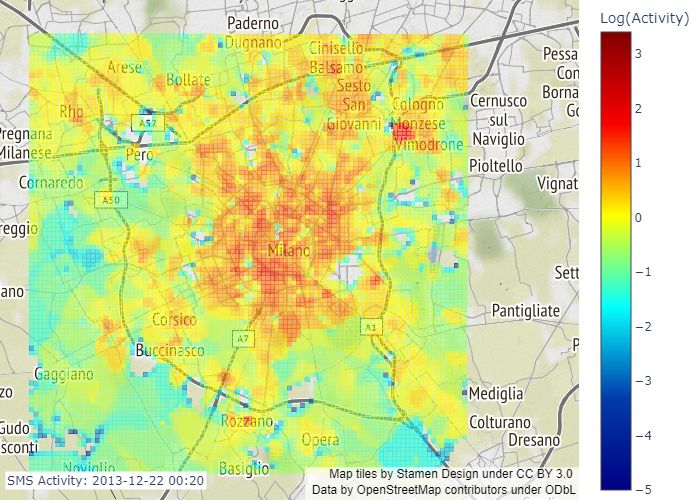 Paderno
Dugnano
Cinisello
Balsamo
Arese
Bollate
Sesto
San
Giovanni
Rho
A52
Cologno
Monzese
Vimodrone
Cernusco
sul
Naviglio
Pessa
Con
Borna
Go
Pregnana
Milanese
Pero
Pioltello
Cornaredo
Vignat
A50
reggio
Milano
Sett
ano
Pantigliate
Corsico
A7
A1
P
Buccinasco
Gaggiano
zo
Mediglia
Rozzano
Colturano
Gudo
Dresano
sconti
Opera
Noviglio
Basiglio
SMS Activity: 2013-12-22 00:20
Map tiles by Stamen Design under CC BY 3.0
Data by OpenStreetMap contributors under ODbL
Log(Activity)
3
2
1
0
−1
−2
−3
−4
−5